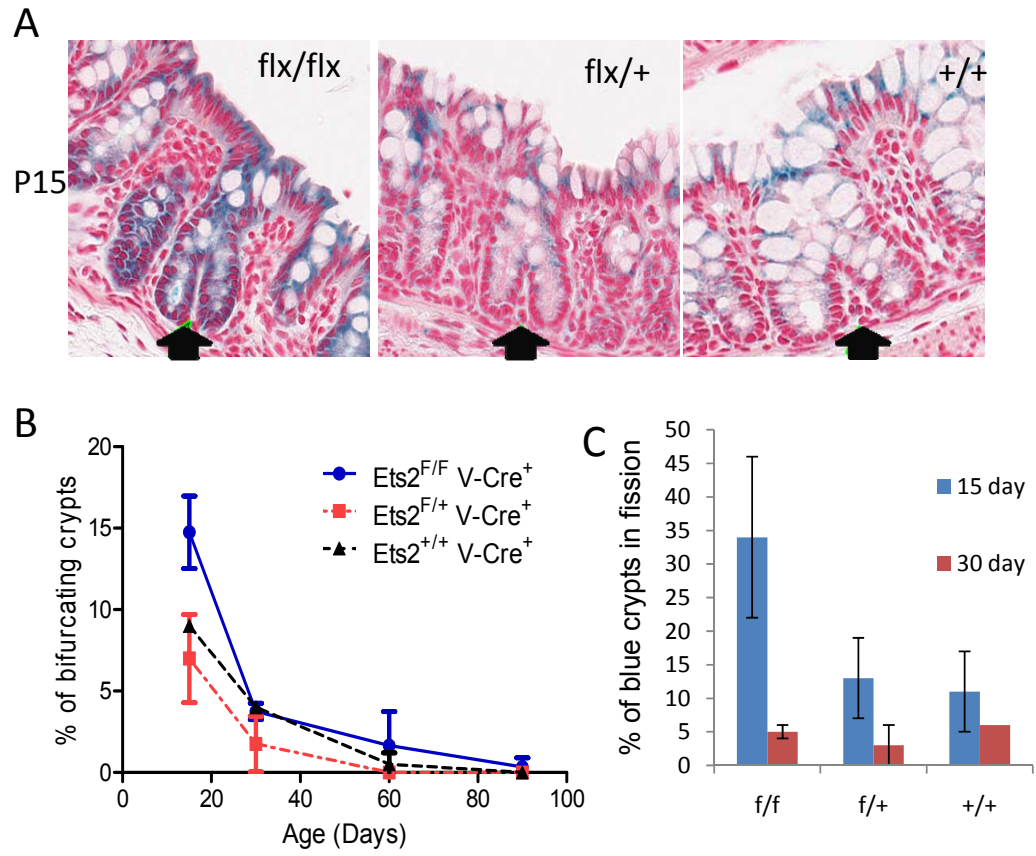 A
flx/flx
flx/+
+/+
P15
B
20
15
10
5
0
0
20
40
60
80
100
% of bifurcating crypts
Age (Days)
Ets2F/F V-Cre+
Ets2F/+ V-Cre+
Ets2+/+ V-Cre+
C
50
45
40
35
30
25
20
15
10
5
0
% of blue crypts in fission
f/f
f/+
+/+
15 day
30 day